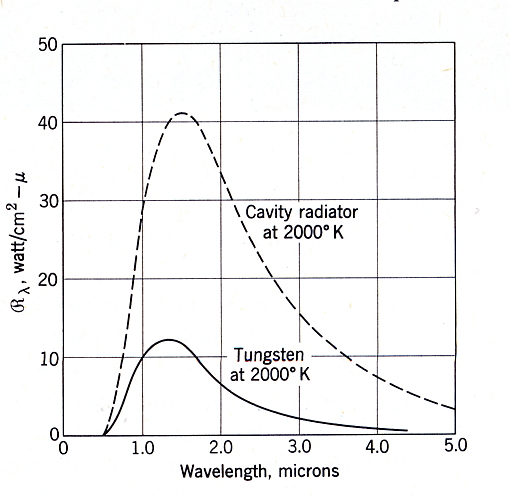 50
40
30
20
10
0
ℛλ, watt/cm² – μ
Cavity radiator
at 2000° K
Tungsten
at 2000° K
0 1.0 2.0 3.0 4.0 5.0
Wavelength, microns